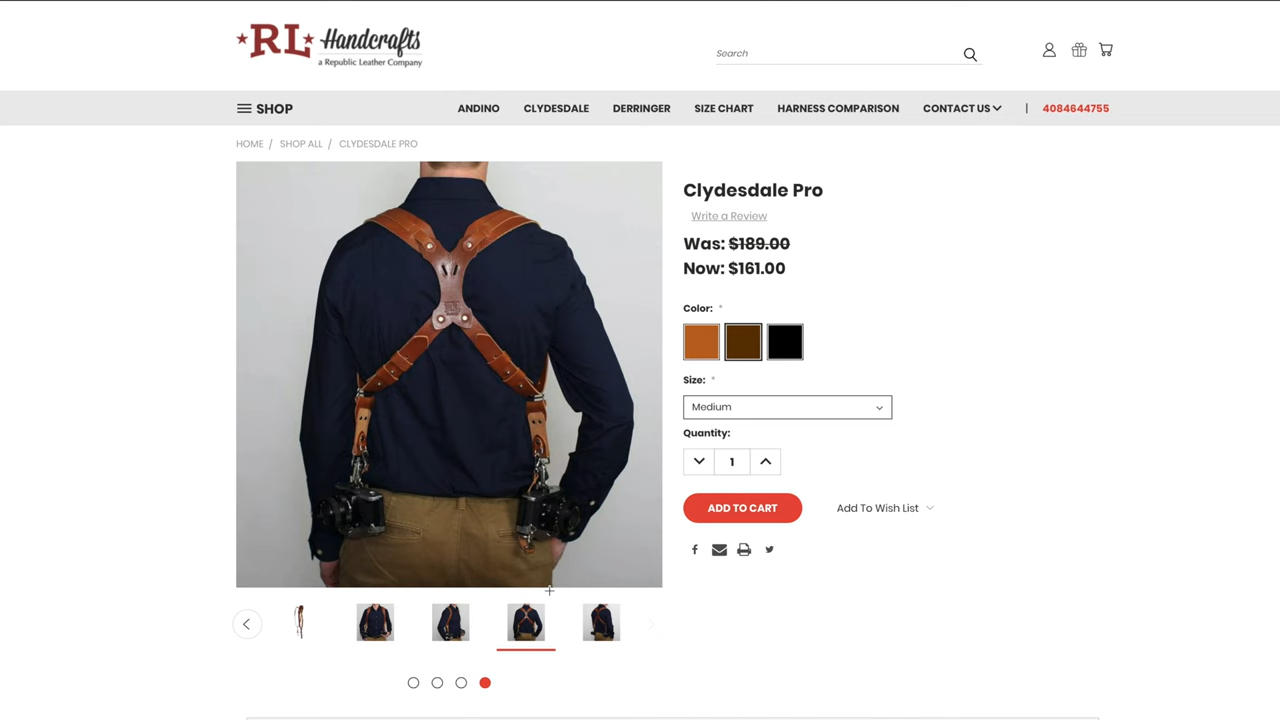 RL Handcrafts
a Republic Leather Company
Search
SHOP
ANDINO
CLYDESDALE
DERRINGER
SIZE CHART
HARNESS COMPARISON
CONTACT US
|
4084644755
HOME / SHOP ALL / CLYDESDALE PRO
Clydesdale Pro
Write a Review
Was: $189.00
Now: $161.00
Color: *
Size: *
Medium
Quantity:
1
ADD TO CART
Add To Wish List